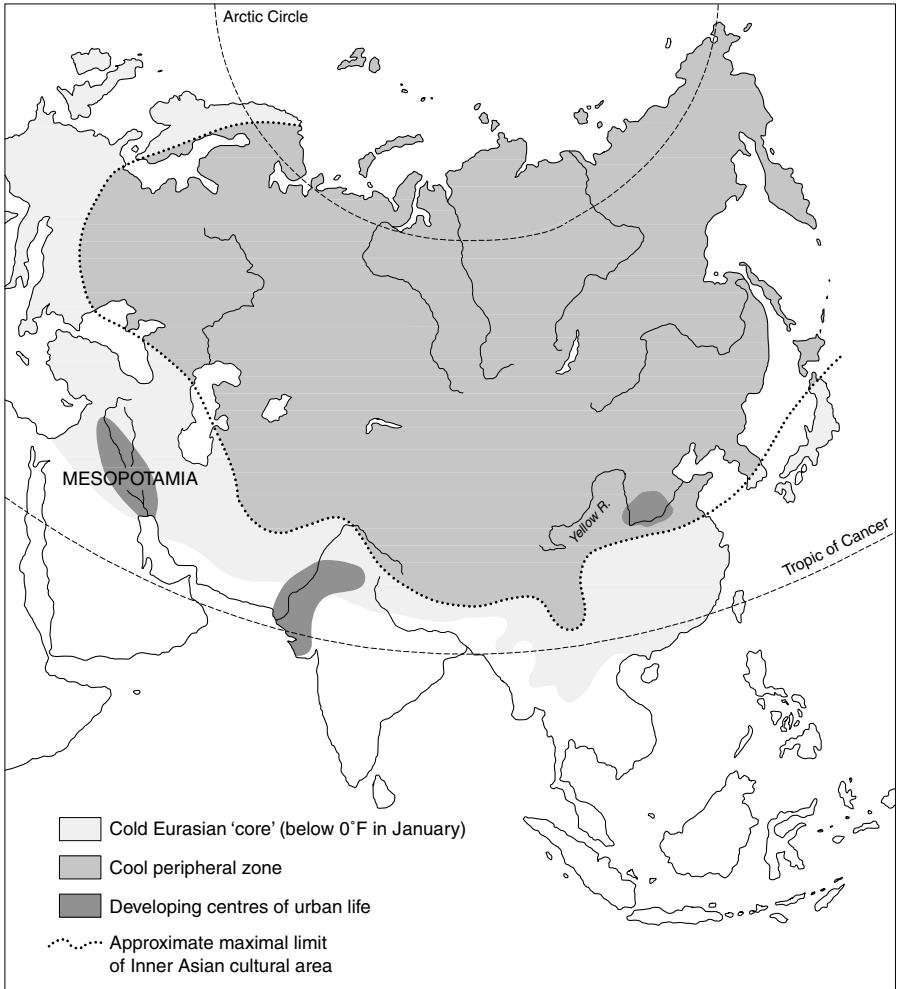 Arctic Circle
MESOPOTAMIA
Yellow R.
Tropic of Cancer
Cold Eurasian ‘core’ (below 0˚F in January)
Cool peripheral zone
Developing centres of urban life
Approximate maximal limit
of Inner Asian cultural area